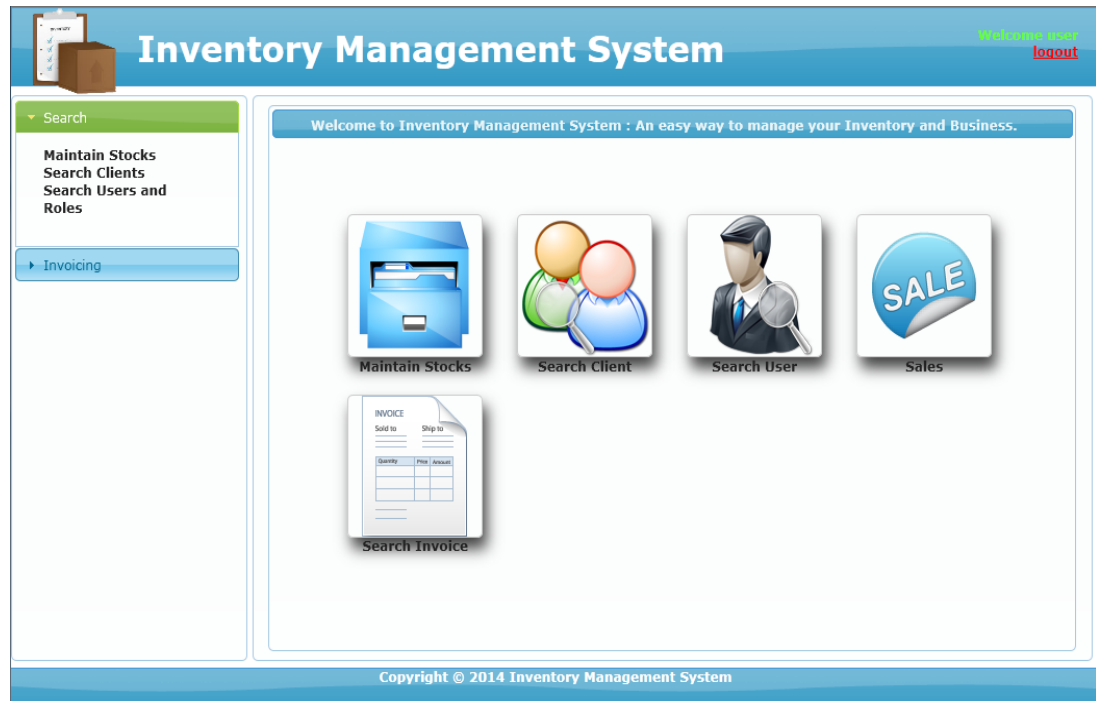 Inventory Management System
Welcome user
logout
Search
Maintain Stocks
Search Clients
Search Users and
Roles
Invoicing
Welcome to Inventory Management System : An easy way to manage your Inventory and Business.
Maintain Stocks
Search Client
Search User
SALE
Sales
INVOICE
Sold to Ship to
Quantity Price Amount
Search Invoice
Copyright © 2014 Inventory Management System